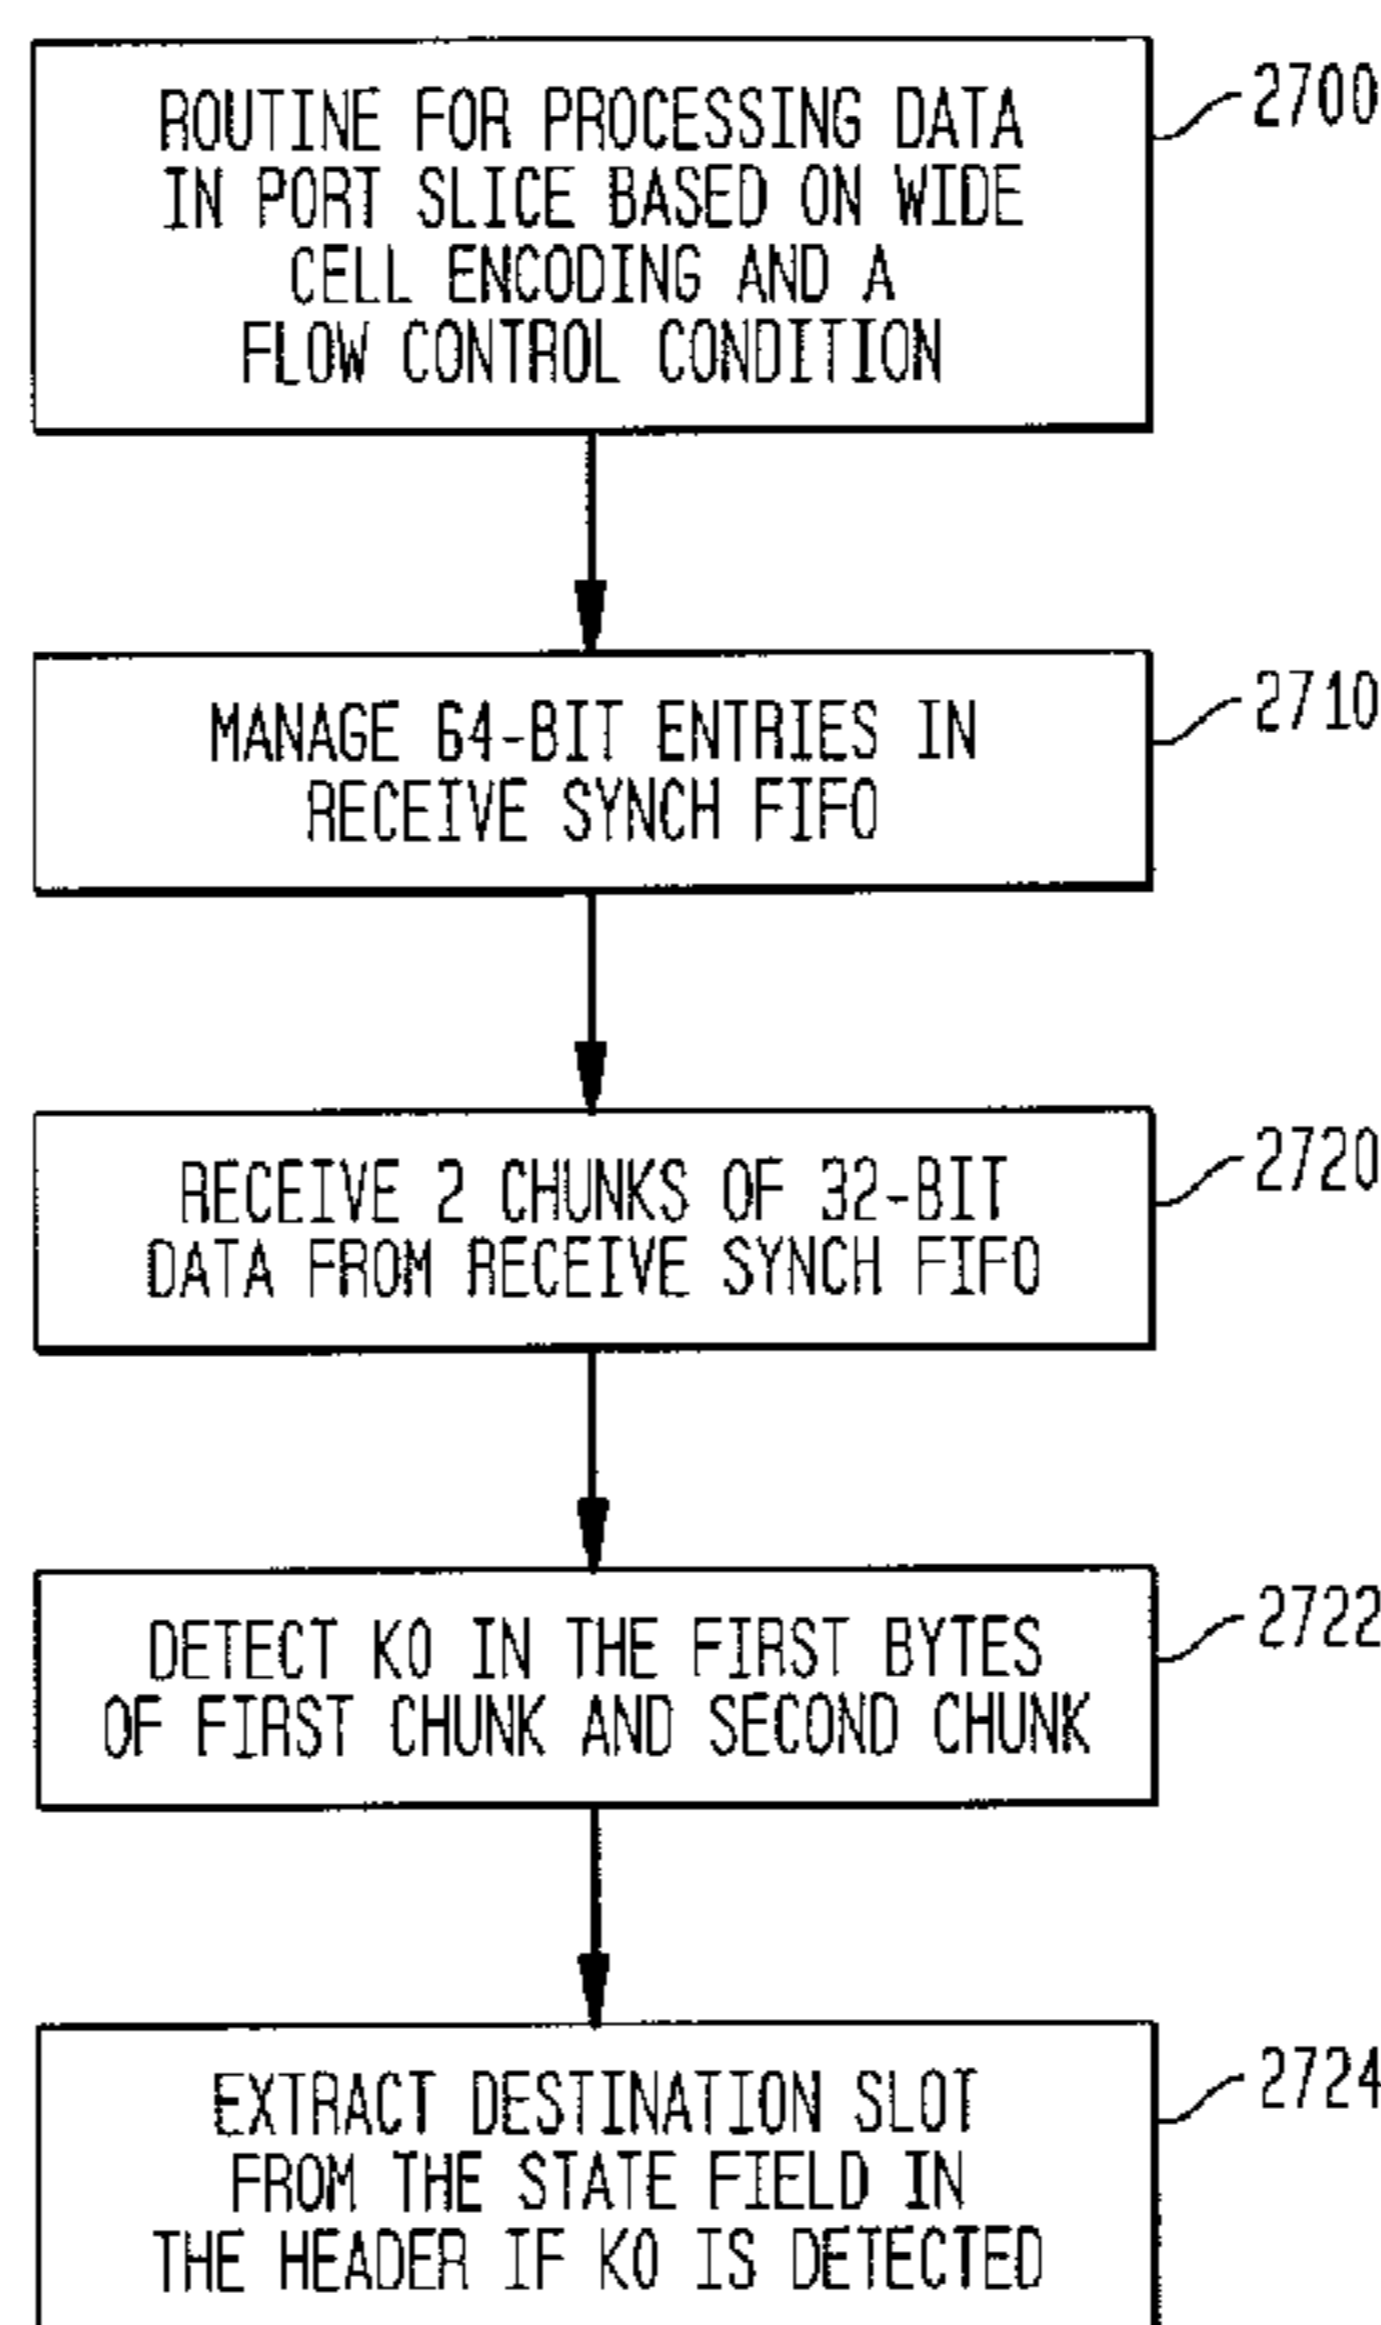 ROUTINE FOR PROCESSING DATA
IN PORT SLICE BASED ON WIDE
CELL ENCODING AND A
FLOW CONTROL CONDITION
2700
MANAGE 64-BIT ENTRIES IN
RECEIVE SYNCH FIFO
2710
RECEIVE 2 CHUNKS OF 32-BIT
DATA FROM RECEIVE SYNCH FIFO
2720
DETECT K0 IN THE FIRST BYTES
OF FIRST CHUNK AND SECOND CHUNK
2722
EXTRACT DESTINATION SLOT
FROM THE STATE FIELD IN
THE HEADER IF K0 IS DETECTED
2724